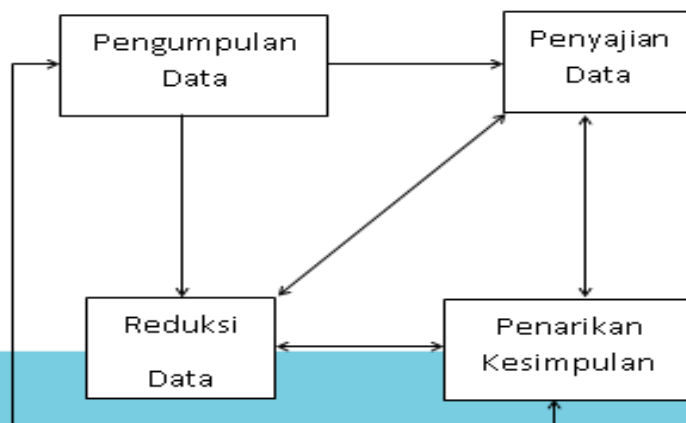 Pengumpulan
Data
Penyajian
Data
Reduksi
Data
Penarikan
Kesimpulan